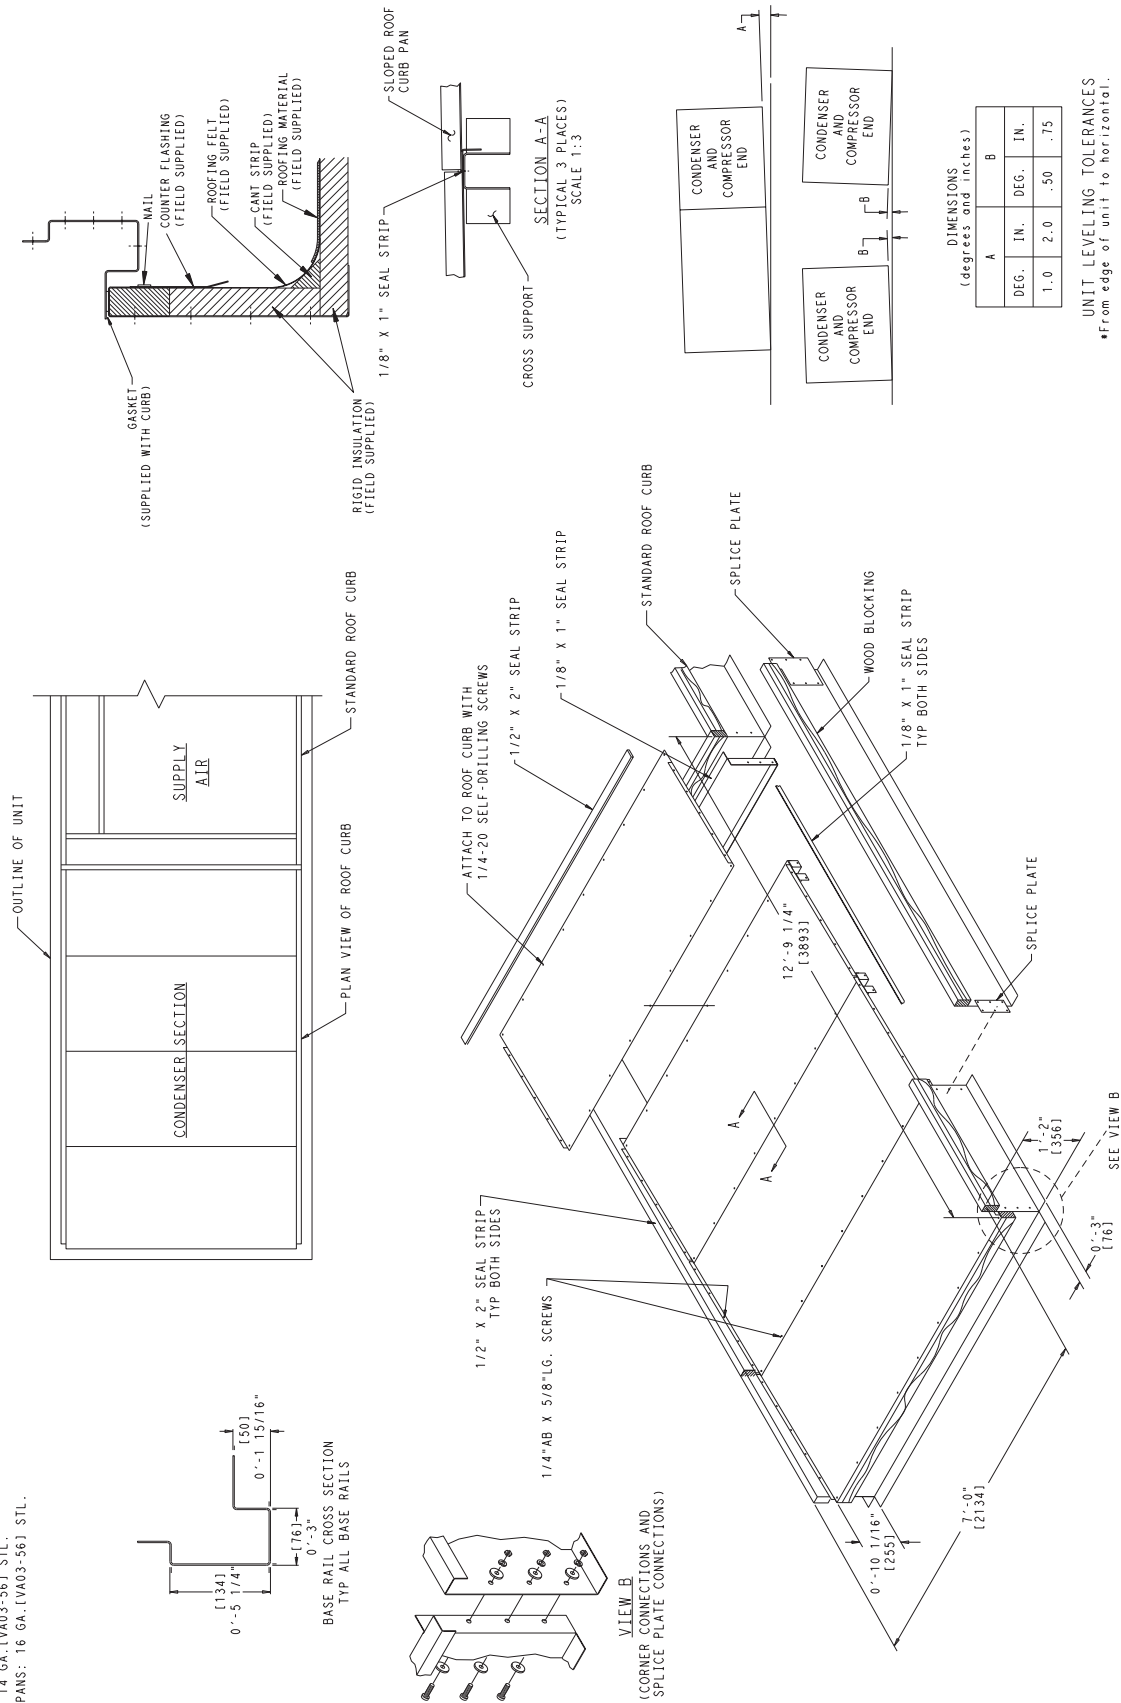 14 GA.[VA03-56] STL.
PANS: 16 GA.[VA03-56] STL.
[134]
0'-5 1/4"
[76]
0'-3"
[50]
0'-1 15/16"
BASE RAIL CROSS SECTION
TYP ALL BASE RAILS
OUTLINE OF UNIT
CONDENSER SECTION
SUPPLY
AIR
PLAN VIEW OF ROOF CURB
STANDARD ROOF CURB
GASKET
(SUPPLIED WITH CURB)
NAIL
COUNTER FLASHING
(FIELD SUPPLIED)
ROOFING FELT
(FIELD SUPPLIED)
CANT STRIP
(FIELD SUPPLIED)
ROOFING MATERIAL
(FIELD SUPPLIED)
RIGID INSULATION
(FIELD SUPPLIED)
1/8" X 1" SEAL STRIP
SLOPED ROOF
CURB PAN
CROSS SUPPORT
SECTION A-A
(TYPICAL 3 PLACES)
SCALE 1:3
VIEW B
(CORNER CONNECTIONS AND
SPLICE PLATE CONNECTIONS)
1/2" X 2" SEAL STRIP
TYP BOTH SIDES
1/4"AB X 5/8"LG. SCREWS
ATTACH TO ROOF CURB WITH
1/4-20 SELF-DRILLING SCREWS
1/2" X 2" SEAL STRIP
1/8" X 1" SEAL STRIP
STANDARD ROOF CURB
SPLICE PLATE
WOOD BLOCKING
1/8" X 1" SEAL STRIP
TYP BOTH SIDES
12'-9 1/4"
[3893]
A
A
SPLICE PLATE
1'-2"
[356]
0'-3"
[76]
SEE VIEW B
0'-10 1/16"
[255]
7'-0"
[2134]
CONDENSER
AND
COMPRESSOR
END
A
CONDENSER
AND
COMPRESSOR
END
B
B
CONDENSER
AND
COMPRESSOR
END
DIMENSIONS
(degrees and inches)
A B
DEG. IN. DEG. IN.
1.0 2.0 .50 .75
UNIT LEVELING TOLERANCES
*From edge of unit to horizontal.